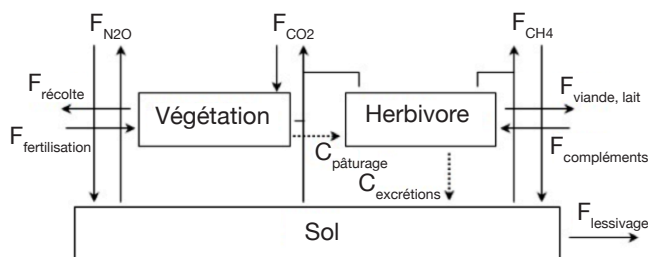 F N2O
F CO2
F CH4
F récolte
Végétation
Herbivore
F viande, lait
F fertilisation
C pâturage
F compléments
C excrétions
Sol
F lessivage